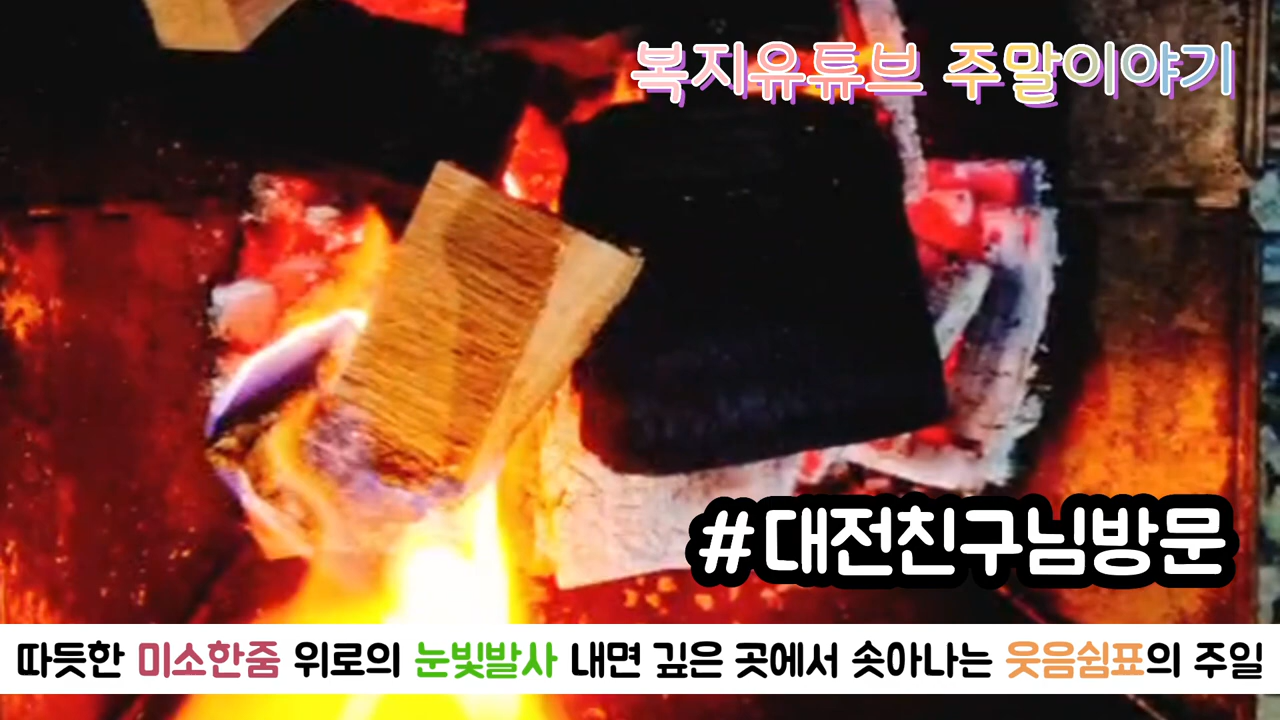 복지유튜브 주말이야기
#대전친구님방문
따듯한 미소한줌 위로의 눈빛발사 내면 깊은 곳에서 솟아나는 웃음쉼표의 주일